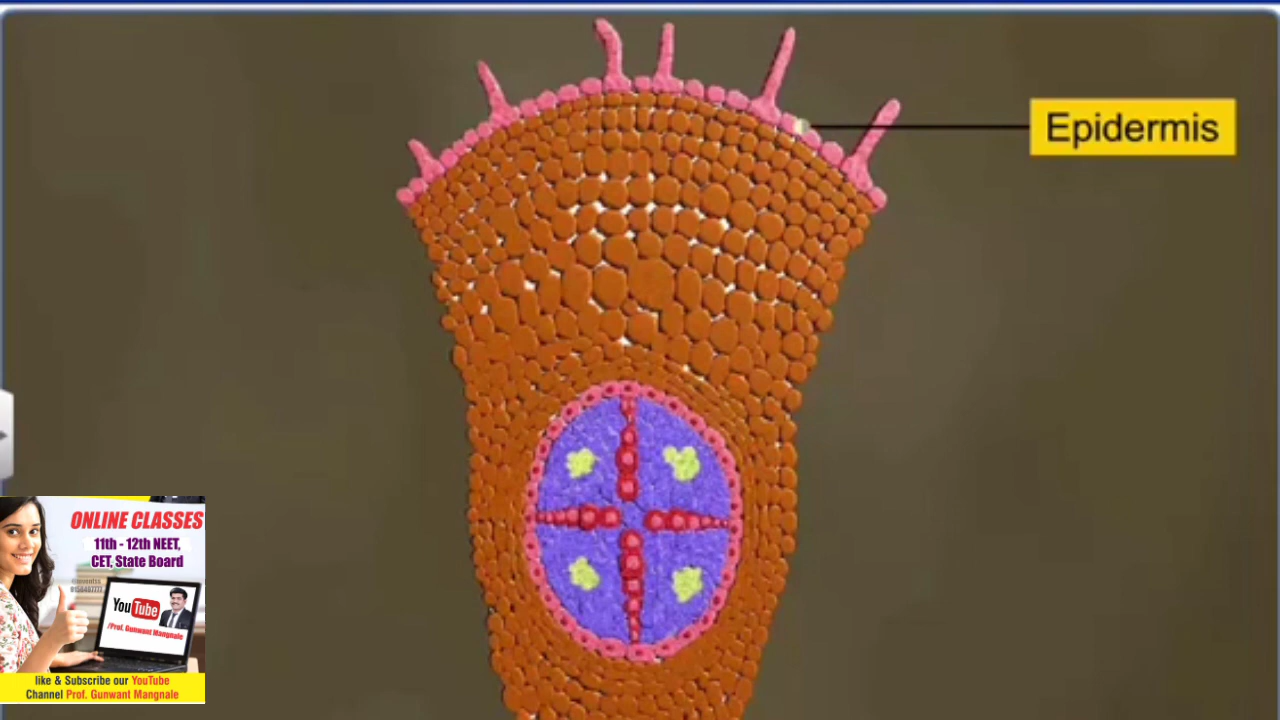 Epidermis
ONLINE CLASSES
11th - 12th NEET,
CET, State Board
YouTube
/Prof. Gunwant Mangnale
like & Subscribe our YouTube
Channel Prof. Gunwant Mangnale